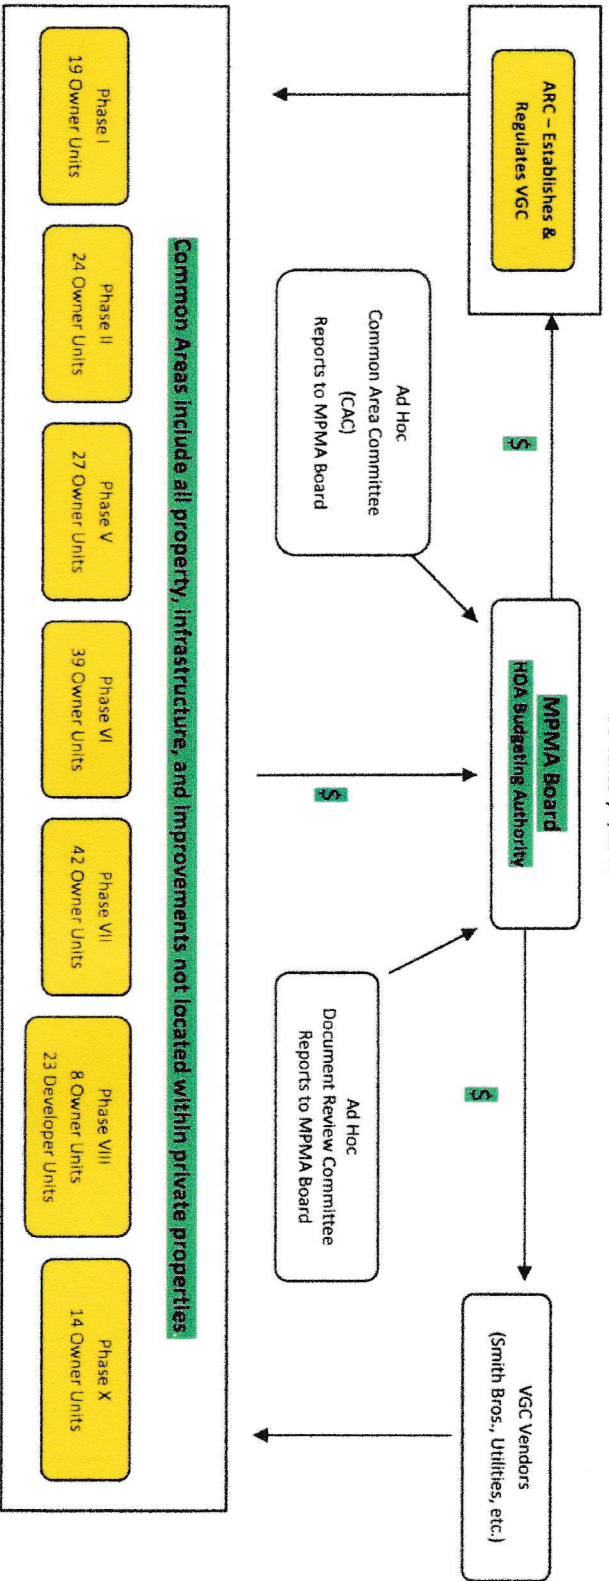 MPMA Board
HOA Budgeting Authority
ARC – Establishes &
Regulates VGC
$
$
VGC Vendors
(Smith Bros., Utilities, etc.)
Ad Hoc
Common Area Committee
(CAC)
Reports to MPMA Board
$
Ad Hoc
Document Review Committee
Reports to MPMA Board
Common Areas include all property, infrastructure, and improvements not located within private properties
Phase I
19 Owner Units
Phase II
24 Owner Units
Phase V
27 Owner Units
Phase VI
39 Owner Units
Phase VII
42 Owner Units
Phase VIII
8 Owner Units
23 Developer Units
Phase X
14 Owner Units